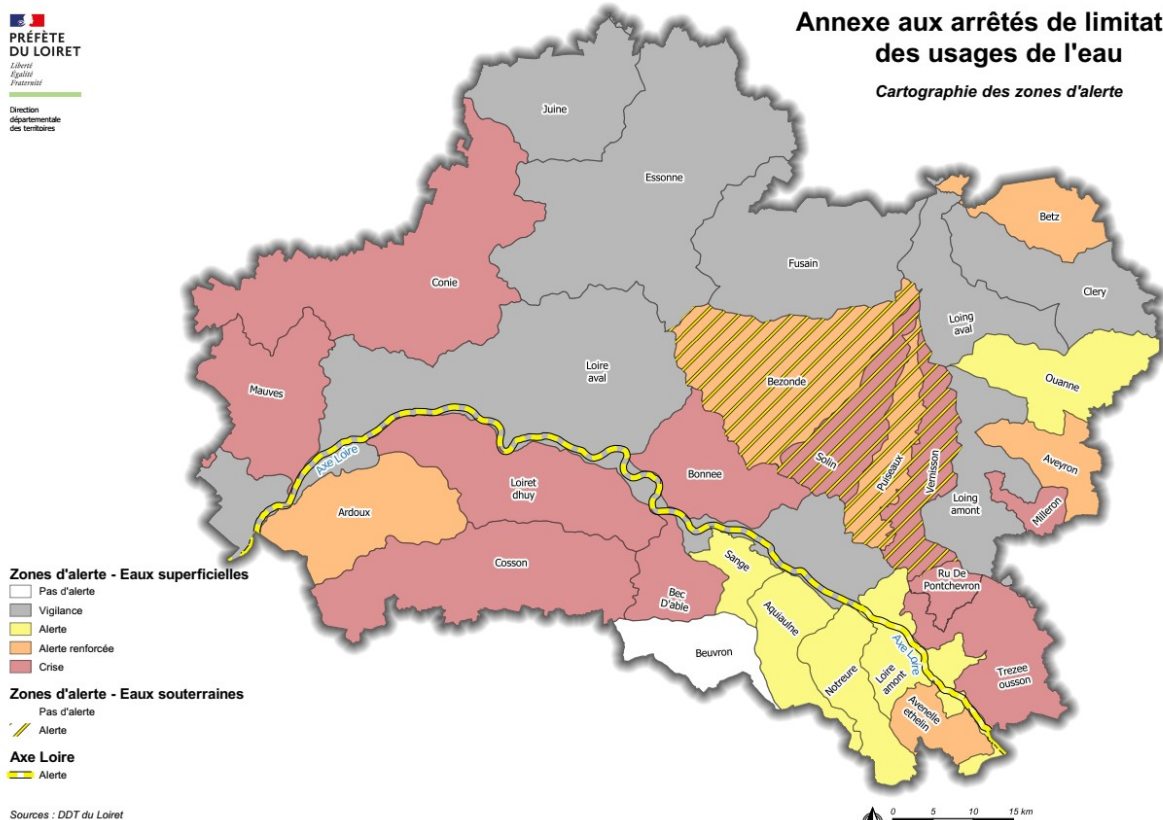 PRÉFÈTE
DU LOIRET
Liberté
Égalité
Fraternité
Direction
départementale
des territoires
Annexe aux arrêtés de limitat
des usages de l'eau
Cartographie des zones d'alerte
Juine
Essonne
Betz
Fusain
Conie
Clery
Loing
aval
Loire
aval
Ouanne
Bezonde
Mauves
Axe Loire
Solin
Puiseaux
Vernisson
Aveyron
Bonnee
Loiret
dhuy
Ardoux
Loing
amont
Milleron
Cosson
Sange
Bec
D'able
Ru De
Pontchevron
Aquiaulne
Beuvron
Notreure
Loire
amont
Axe Loire
Trezee
ousson
Avenelle
ethelin
Zones d'alerte - Eaux superficielles
Pas d'alerte
Vigilance
Alerte
Alerte renforcée
Crise
Zones d'alerte - Eaux souterraines
Pas d'alerte
Alerte
Axe Loire
Alerte
Sources : DDT du Loiret
0 5 10 15 km